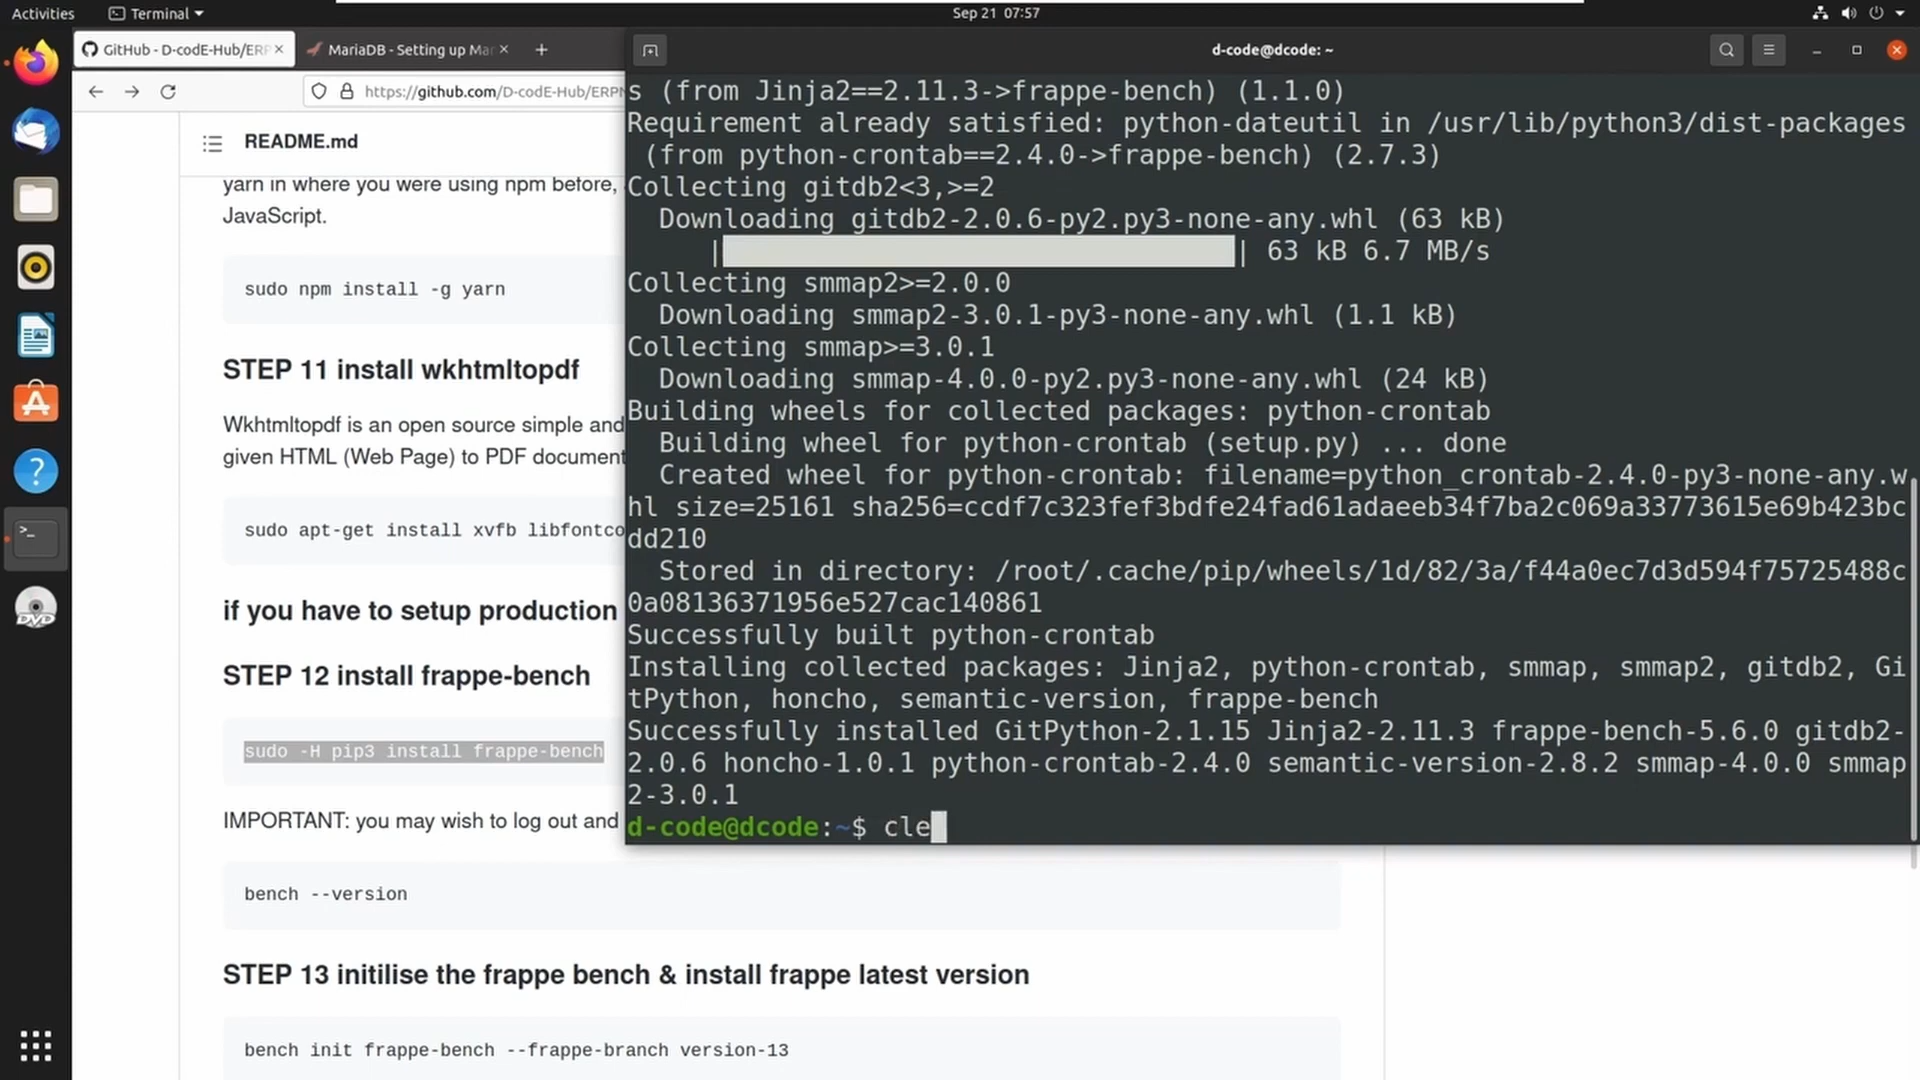 Activities
Terminal
Sep 21 07:57
GitHub - D-codE-Hub/ERP
MariaDB - Setting up Mar
d-code@dcode: ~
https://github.com/D-codE-Hub/ERPN
README.md
yarn in where you were using npm before,
JavaScript.
sudo npm install -g yarn
STEP 11 install wkhtmltopdf
Wkhtmltopdf is an open source simple and
given HTML (Web Page) to PDF document
sudo apt-get install xvfb libfontco
if you have to setup production
STEP 12 install frappe-bench
sudo -H pip3 install frappe-bench
IMPORTANT: you may wish to log out and
bench --version
STEP 13 initilise the frappe bench & install frappe latest version
bench init frappe-bench --frappe-branch version-13
s (from Jinja2==2.11.3->frappe-bench) (1.1.0)
Requirement already satisfied: python-dateutil in /usr/lib/python3/dist-packages
(from python-crontab==2.4.0->frappe-bench) (2.7.3)
Collecting gitdb2<3,>=2
Downloading gitdb2-2.0.6-py2.py3-none-any.whl (63 kB)
| | 63 kB 6.7 MB/s
Collecting smmap2>=2.0.0
Downloading smmap2-3.0.1-py3-none-any.whl (1.1 kB)
Collecting smmap>=3.0.1
Downloading smmap-4.0.0-py2.py3-none-any.whl (24 kB)
Building wheels for collected packages: python-crontab
Building wheel for python-crontab (setup.py) ... done
Created wheel for python-crontab: filename=python_crontab-2.4.0-py3-none-any.w
hl size=25161 sha256=ccdf7c323fef3bdfe24fad61adaeeb34f7ba2c069a33773615e69b423bc
dd210
Stored in directory: /root/.cache/pip/wheels/1d/82/3a/f44a0ec7d3d594f75725488c
0a08136371956e527cac140861
Successfully built python-crontab
Installing collected packages: Jinja2, python-crontab, smmap, smmap2, gitdb2, Gi
tPython, honcho, semantic-version, frappe-bench
Successfully installed GitPython-2.1.15 Jinja2-2.11.3 frappe-bench-5.6.0 gitdb2-
2.0.6 honcho-1.0.1 python-crontab-2.4.0 semantic-version-2.8.2 smmap-4.0.0 smmap
2-3.0.1
d-code@dcode:~$ cle
DVD